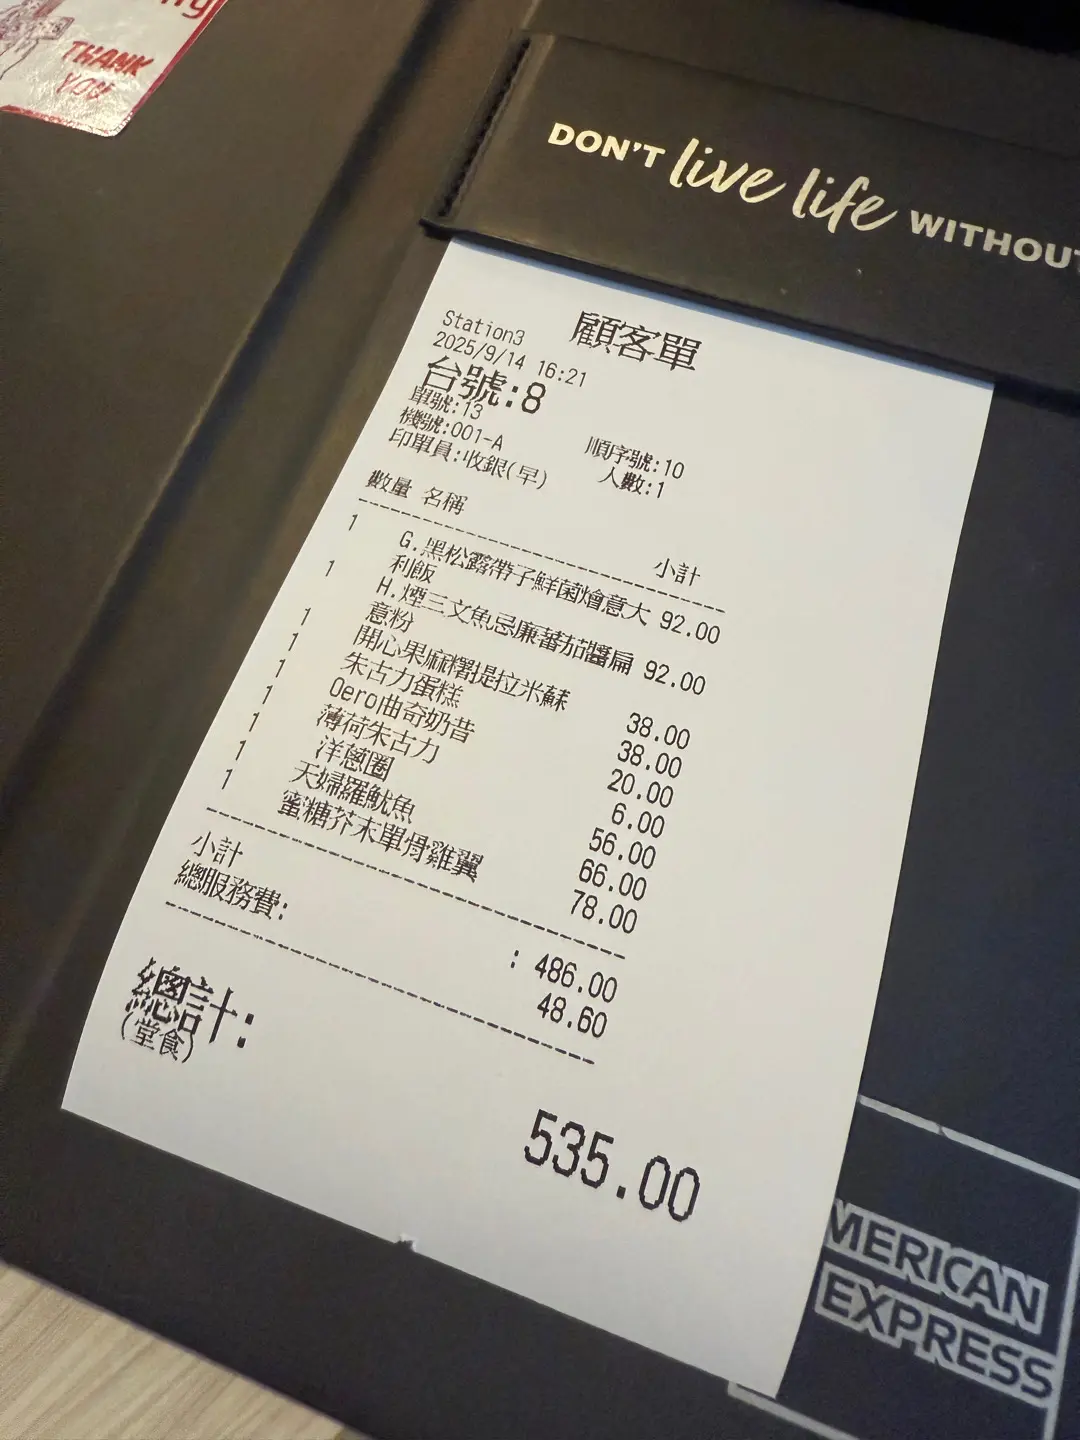 THANK
YOU
DON'T live life WITHOUT
顧客單
Station3
2025/9/14 16:21
台號:8
單號:13 順序號:10
機號:001-A 人數:1
印單員:收銀(早)
數量 名稱 小計
1 G.黑松露帶子鮮菌燴意大 92.00
利飯
1 H.煙三文魚忌廉蕃茄醬扁 92.00
意粉
1 開心果麻糬提拉米蘇 38.00
1 朱古力蛋糕 38.00
1 Oero曲奇奶昔 20.00
1 薄荷朱古力 6.00
1 洋蔥圈 56.00
1 天婦羅魷魚 66.00
1 蜜糖芥末單骨雞翼 78.00
小計 : 486.00
總服務費: 48.60
總計:
(堂食)
535.00
AMERICAN
EXPRESS